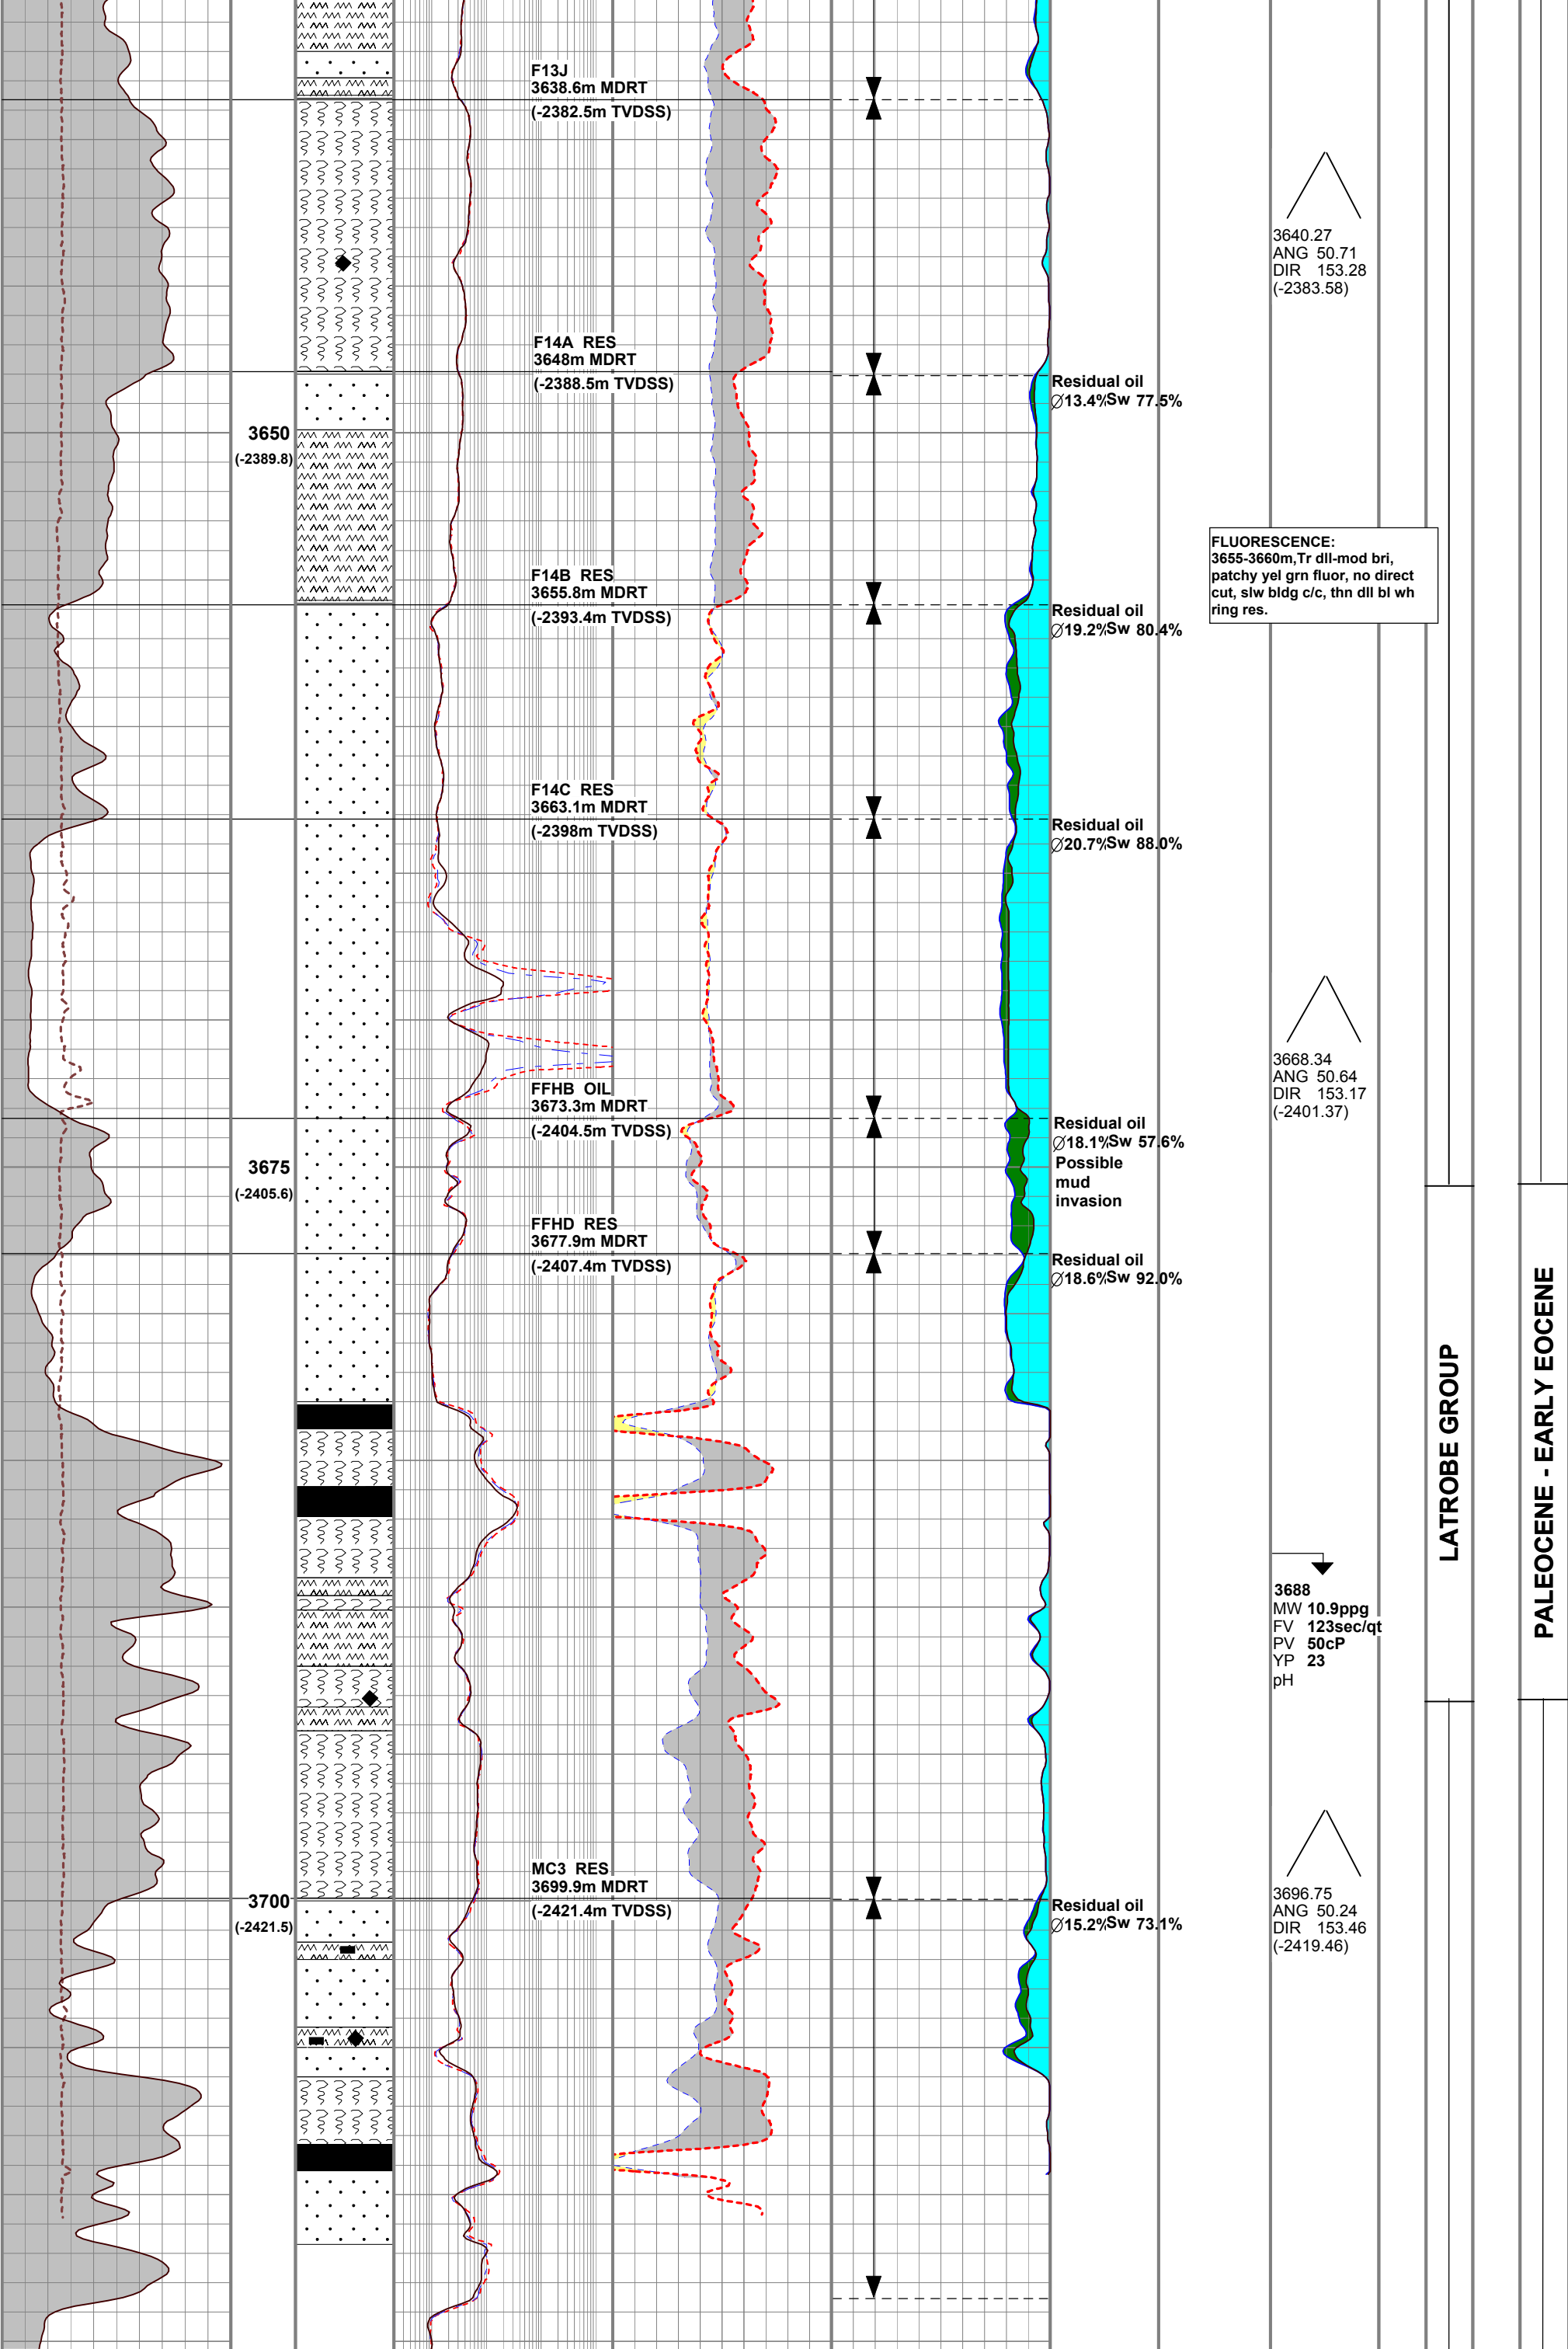 F13J
3638.6m MDRT
(-2382.5m TVDSS)
3640.27
ANG 50.71
DIR 153.28
(-2383.58)
F14A RES
3648m MDRT
(-2388.5m TVDSS)
Residual oil
∅13.4%Sw 77.5%
3650
(-2389.8)
FLUORESCENCE:
3655-3660m,Tr dll-mod bri,
patchy yel grn fluor, no direct
cut, slw bldg c/c, thn dll bl wh
ring res.
F14B RES
3655.8m MDRT
(-2393.4m TVDSS)
Residual oil
∅19.2%Sw 80.4%
F14C RES
3663.1m MDRT
(-2398m TVDSS)
Residual oil
∅20.7%Sw 88.0%
3668.34
ANG 50.64
DIR 153.17
(-2401.37)
FFHB OIL
3673.3m MDRT
(-2404.5m TVDSS)
Residual oil
∅18.1%Sw 57.6%
Possible
mud
invasion
3675
(-2405.6)
FFHD RES
3677.9m MDRT
(-2407.4m TVDSS)
Residual oil
∅18.6%Sw 92.0%
LATROBE GROUP
PALEOCENE - EARLY EOCENE
3688
MW 10.9ppg
FV 123sec/qt
PV 50cP
YP 23
pH
MC3 RES
3699.9m MDRT
(-2421.4m TVDSS)
Residual oil
∅15.2%Sw 73.1%
3700
(-2421.5)
3696.75
ANG 50.24
DIR 153.46
(-2419.46)